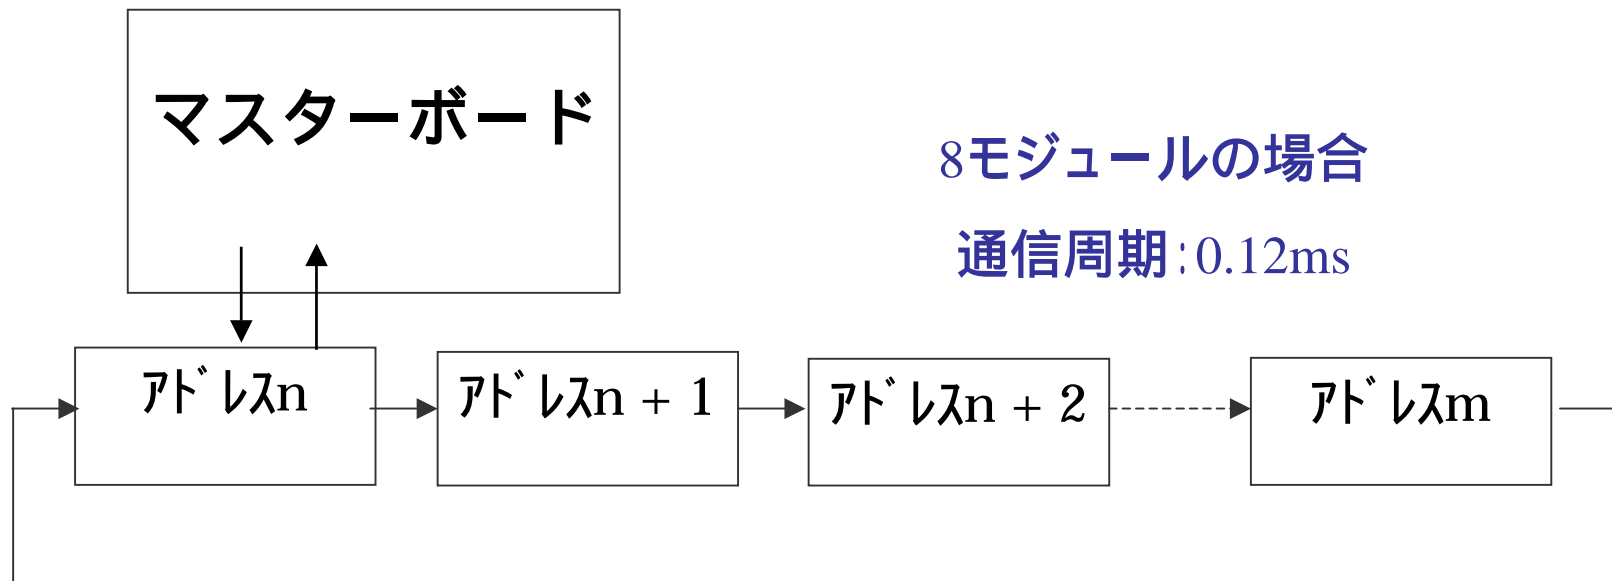 マスターボード
8モジュールの場合
通信周期:0.12ms
ｱﾄﾞﾚｽn
ｱﾄﾞﾚｽn + 1
ｱﾄﾞﾚｽn + 2
ｱﾄﾞﾚｽm